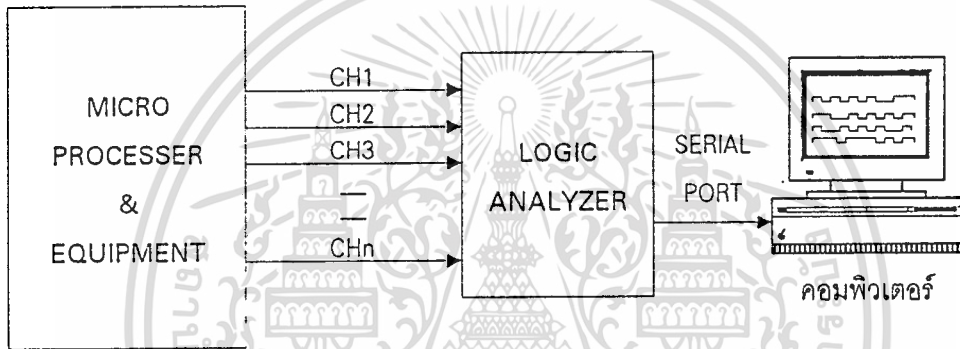 MICRO
PROCESSER
&
EQUIPMENT
CH1
CH2
CH3
CHn
LOGIC
ANALYZER
SERIAL
PORT
คอมพิวเตอร์